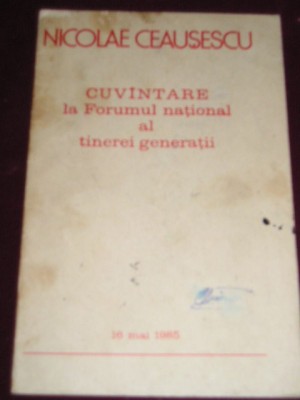 NICOLAE CEAUSESCU
CUVÎNTARE
la Forumul național
al
tinerei generații
16 mai 1985